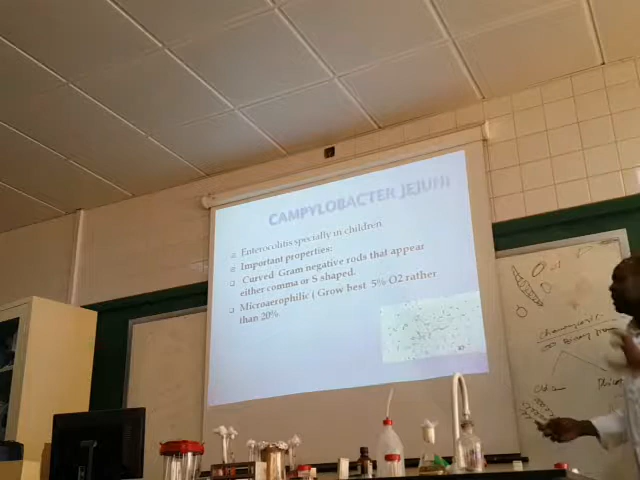 CAMPYLOBACTER JEJUNI
Enterocolitis specially in children
Important properties:
Curved Gram negative rods that appear
either comma or S shaped.
Microaerophilic ( Grow best 5% O2 rather
than 20%.